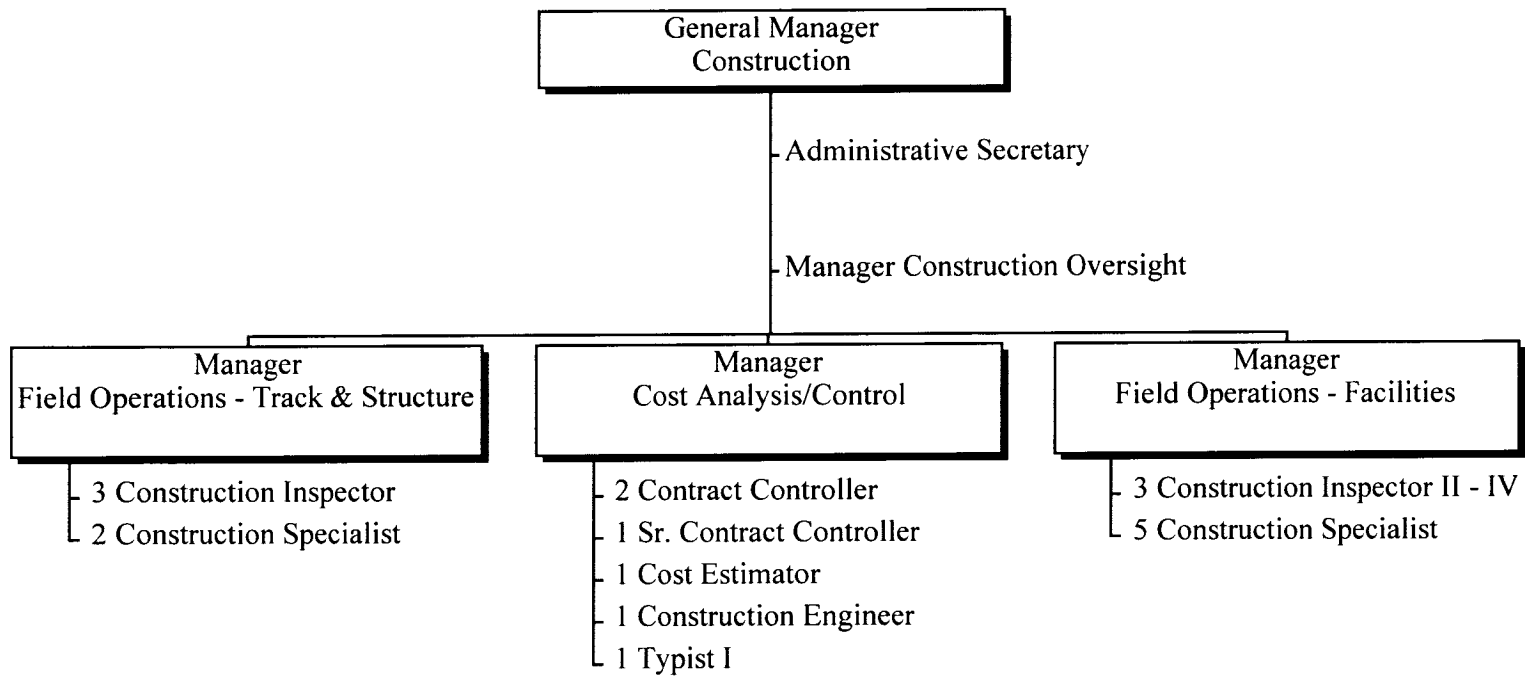 General Manager
Construction
Administrative Secretary
Manager Construction Oversight
Manager
Field Operations - Track & Structure
3 Construction Inspector
2 Construction Specialist
Manager
Cost Analysis/Control
2 Contract Controller
1 Sr. Contract Controller
1 Cost Estimator
1 Construction Engineer
1 Typist I
Manager
Field Operations - Facilities
3 Construction Inspector II - IV
5 Construction Specialist